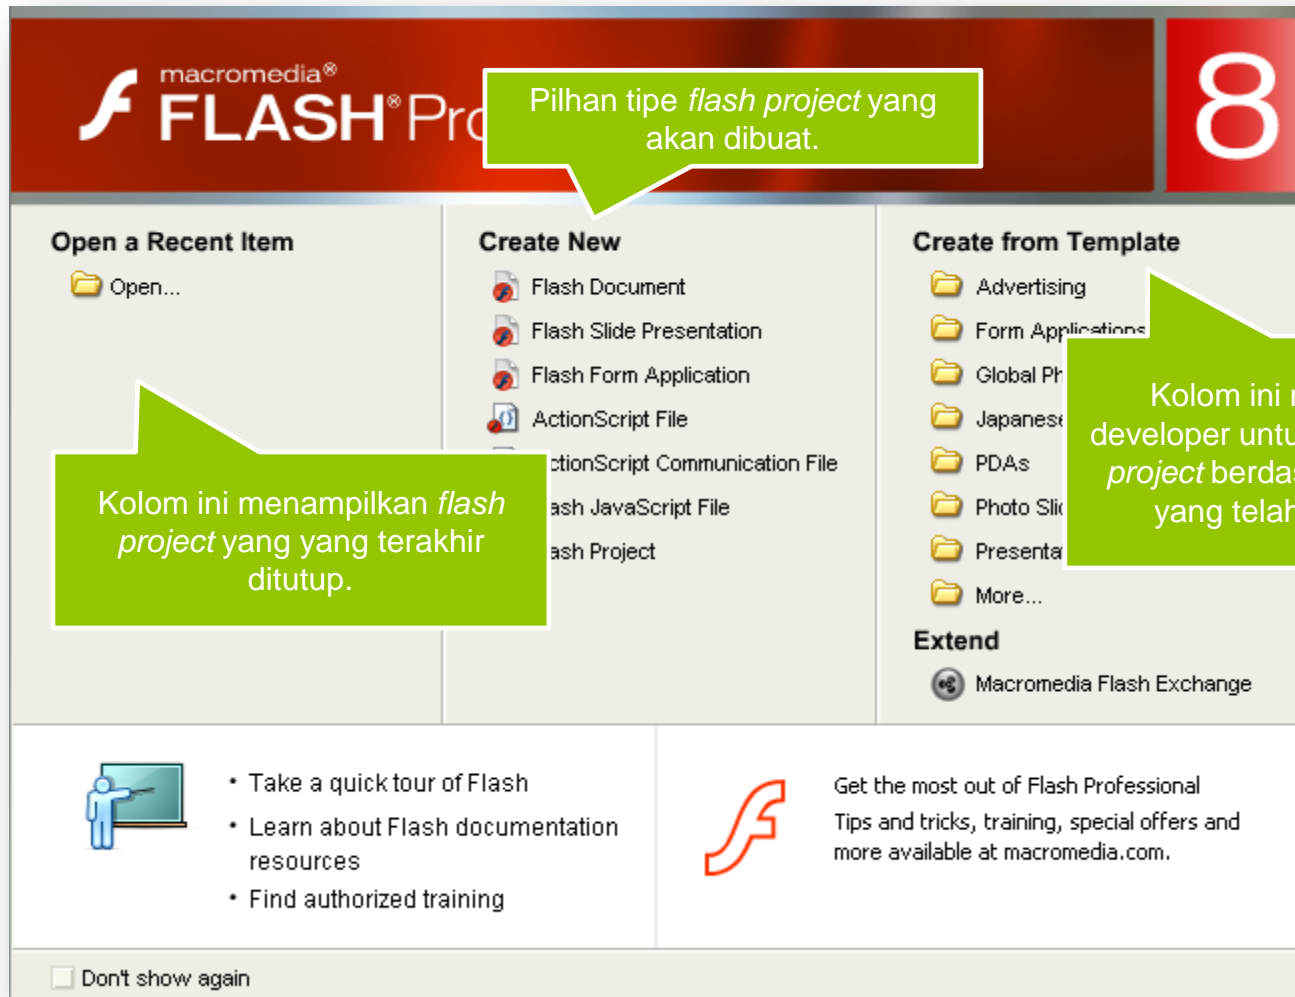 macromedia®
FLASH® Pro
8
Pilhan tipe flash project yang
akan dibuat.
Open a Recent Item
Open...
Kolom ini menampilkan flash
project yang yang terakhir
ditutup.
Create New
Flash Document
Flash Slide Presentation
Flash Form Application
ActionScript File
ctionScript Communication File
ash JavaScript File
ash Project
Create from Template
Advertising
Form Applications
Global Ph
Japanese
PDAs
Photo Slid
Presenta
More...
Kolom ini
developer untu
project berdas
yang telah
Extend
Macromedia Flash Exchange
• Take a quick tour of Flash
• Learn about Flash documentation
resources
• Find authorized training
Get the most out of Flash Professional
Tips and tricks, training, special offers and
more available at macromedia.com.
Don't show again